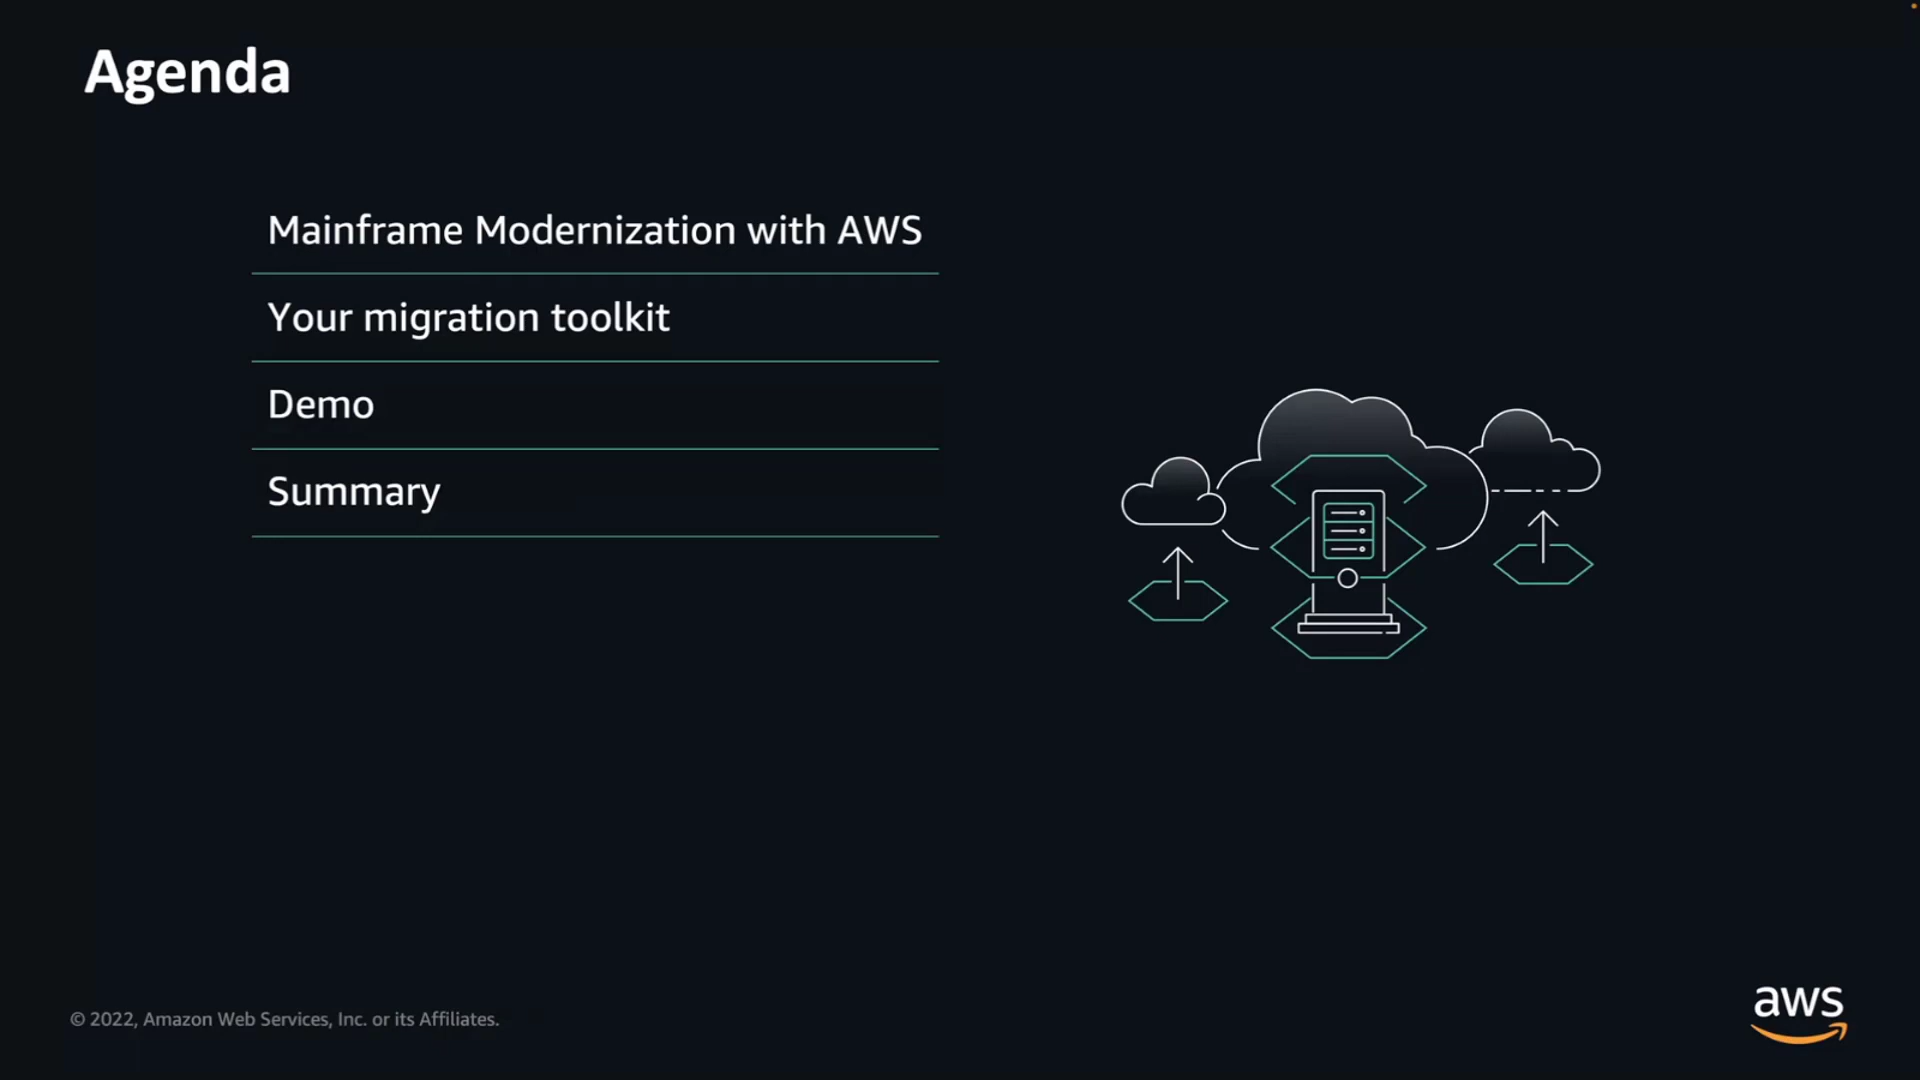 Agenda
Mainframe Modernization with AWS
Your migration toolkit
Demo
Summary
© 2022, Amazon Web Services, Inc. or its Affiliates.
aws